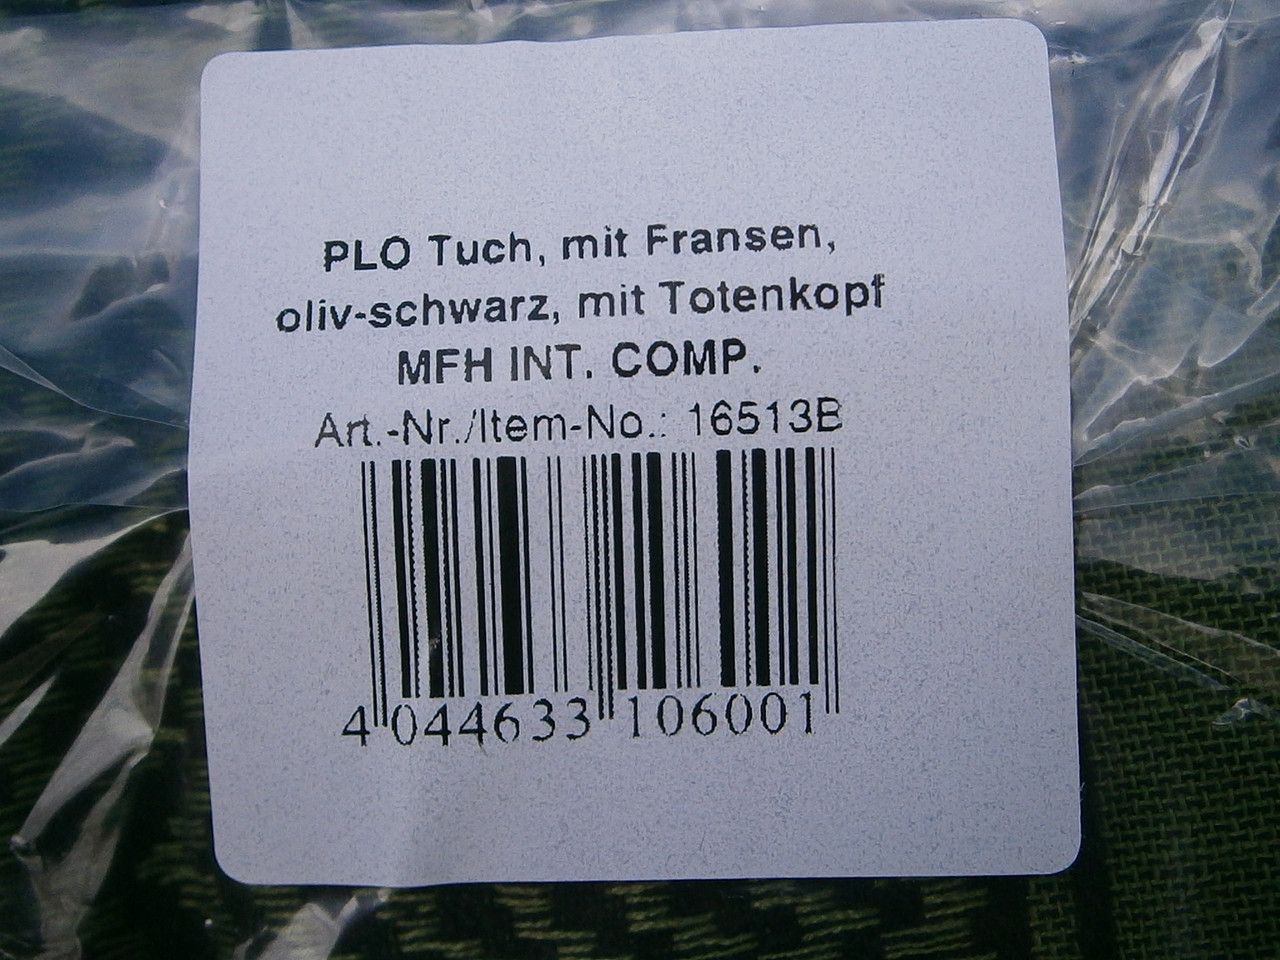 PLO Tuch, mit Fransen,
oliv-schwarz, mit Totenkopf
MFH INT. COMP.
Art.-Nr./Item-No.: 16513B
4 044633 106001